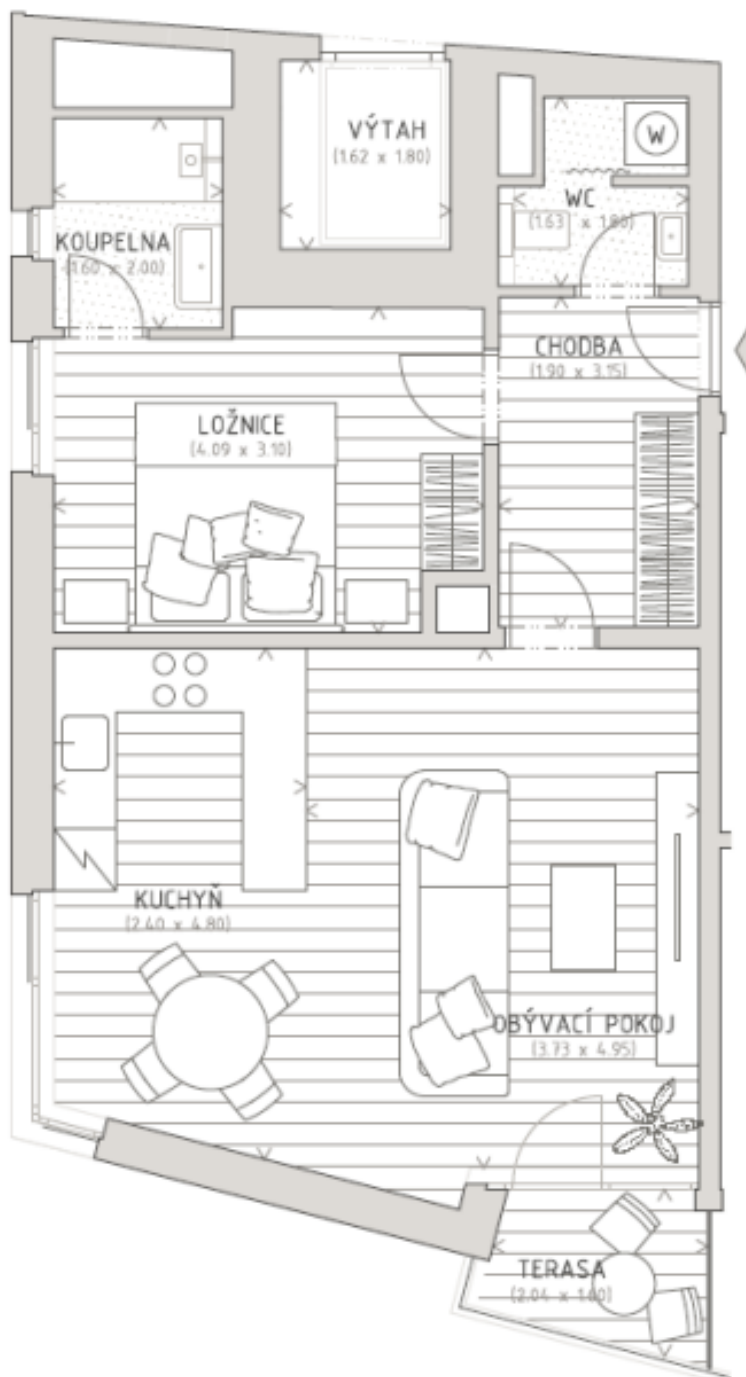 VÝTAH
(1.62 x 1.80)
W
WC
(1.63 x 1.80)
KOUPELNA
(1.60 x 2.00)
CHODBA
(1.90 x 3.15)
LOŽNICE
(4.09 x 3.10)
KUCHYŇ
(2.40 x 4.80)
OBÝVACÍ POKOJ
(3.73 x 4.95)
TERASA
(2.04 x 1.60)